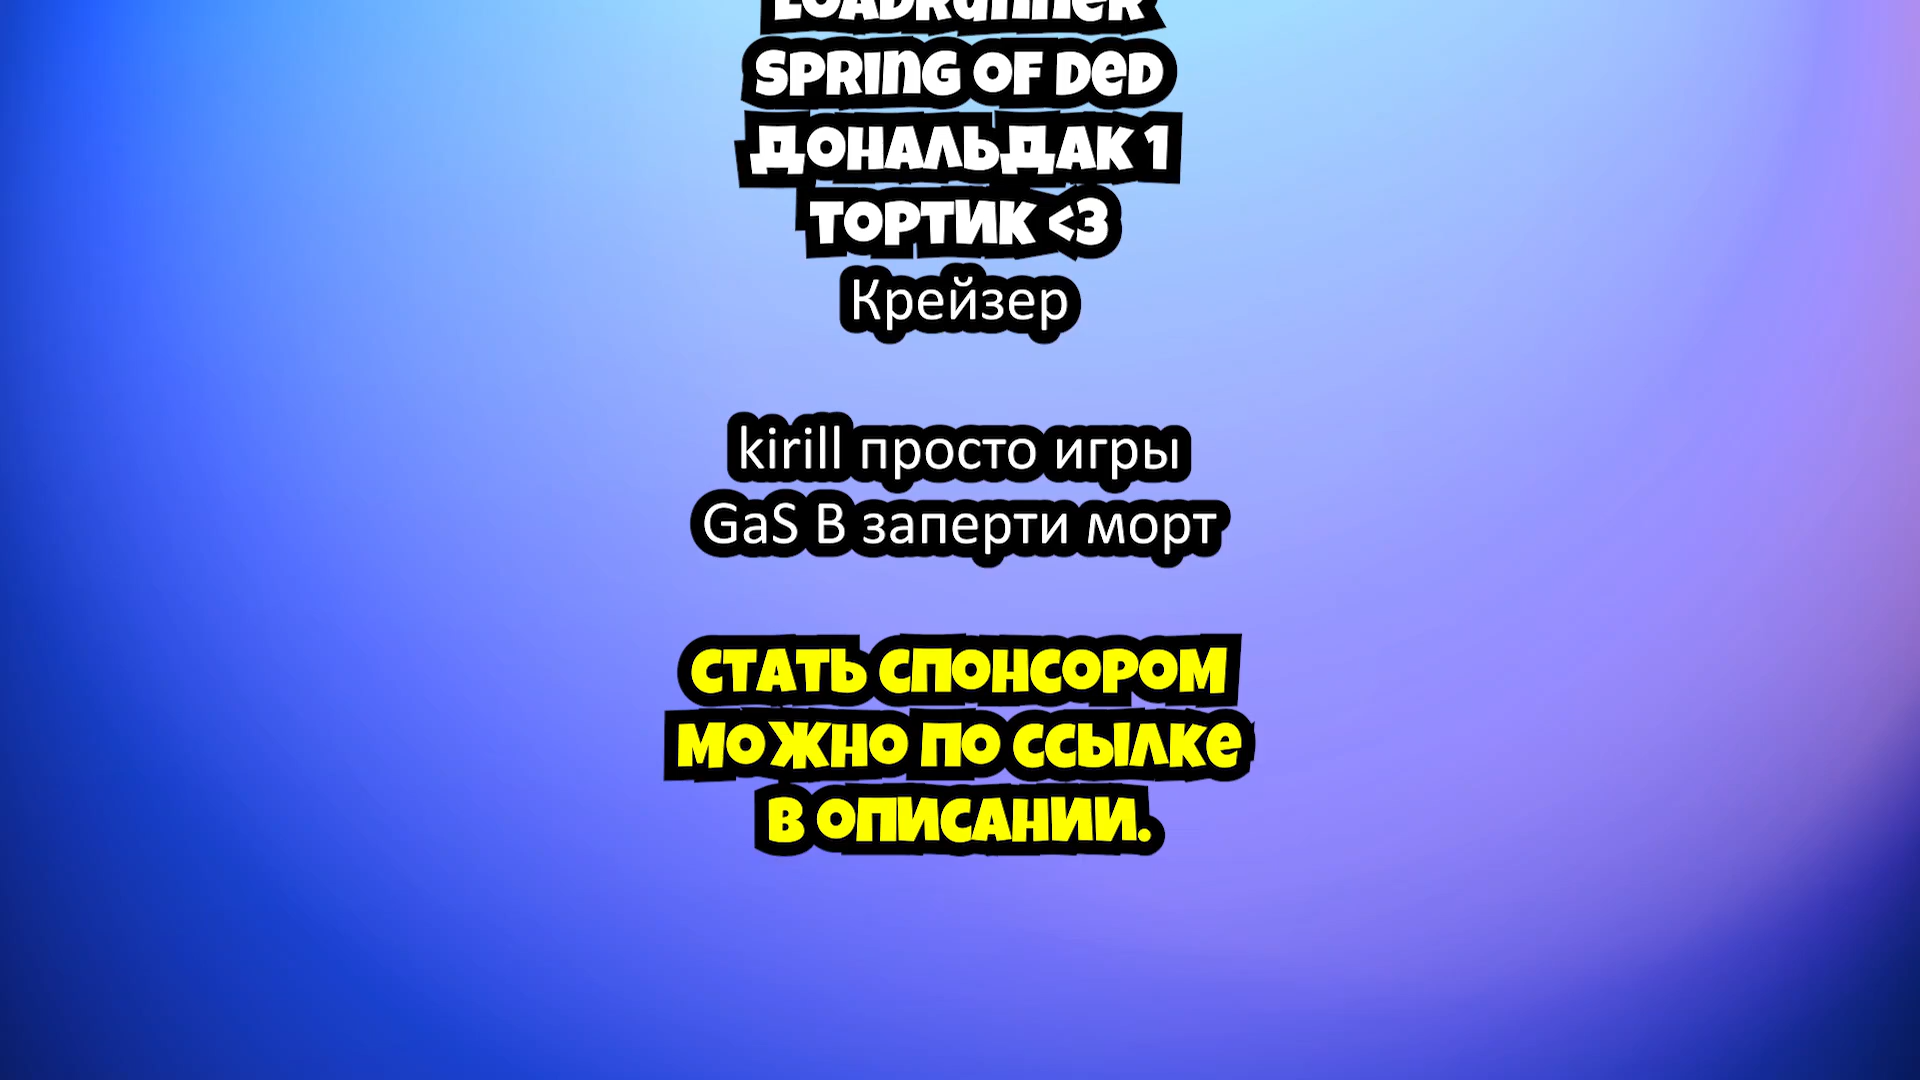 LOADRUNNER
SPRING OF DED
ДОНАЛЬДАК 1
ТОРТИК <3
Крейзер
kirill просто игры
GaS В заперти морт
СТАТЬ СПОНСОРОМ
МОЖНО ПО ССЫЛКЕ
В ОПИСАНИИ.